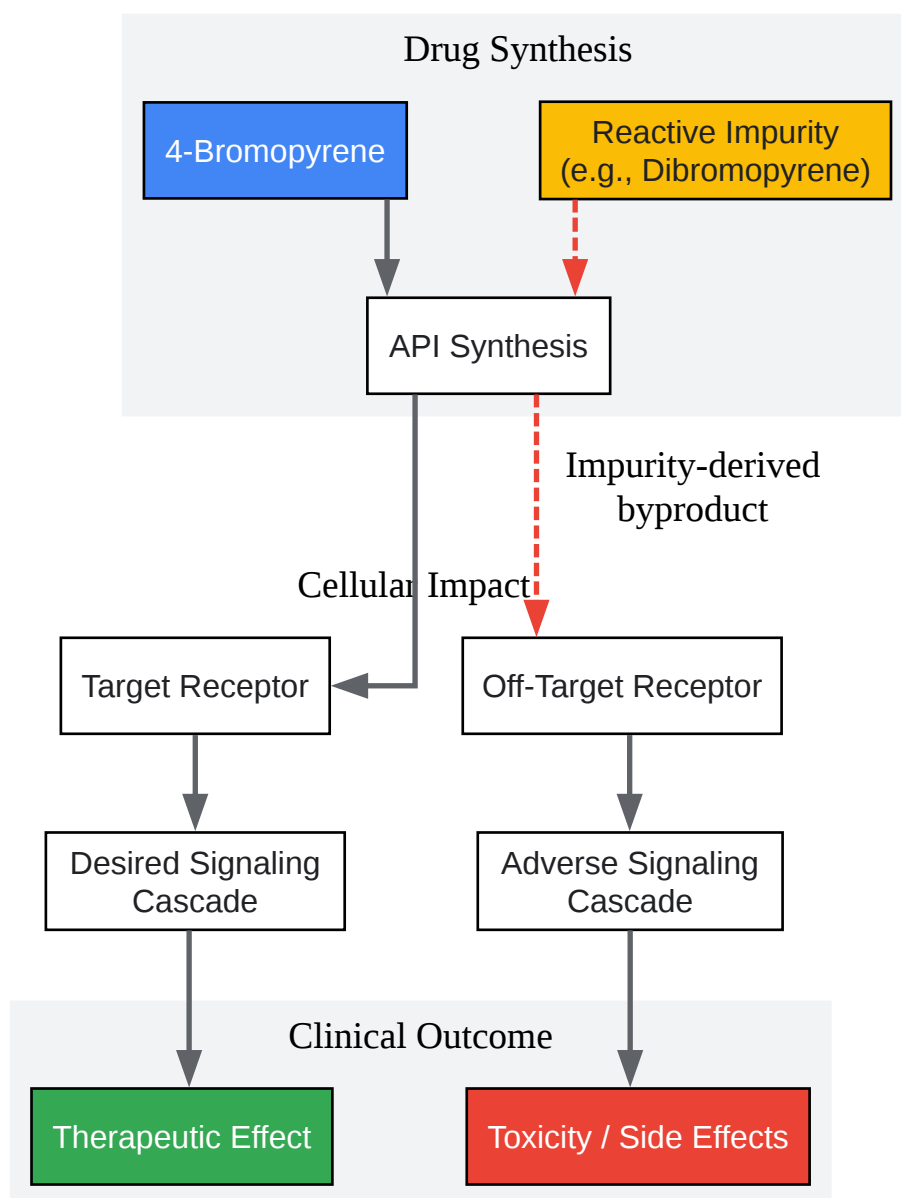 Drug Synthesis
4-Bromopyrene
Reactive Impurity
(e.g., Dibromopyrene)
API Synthesis
Impurity-derived
byproduct
Cellular Impact
Target Receptor
Off-Target Receptor
Desired Signaling
Cascade
Adverse Signaling
Cascade
Clinical Outcome
Therapeutic Effect
Toxicity / Side Effects